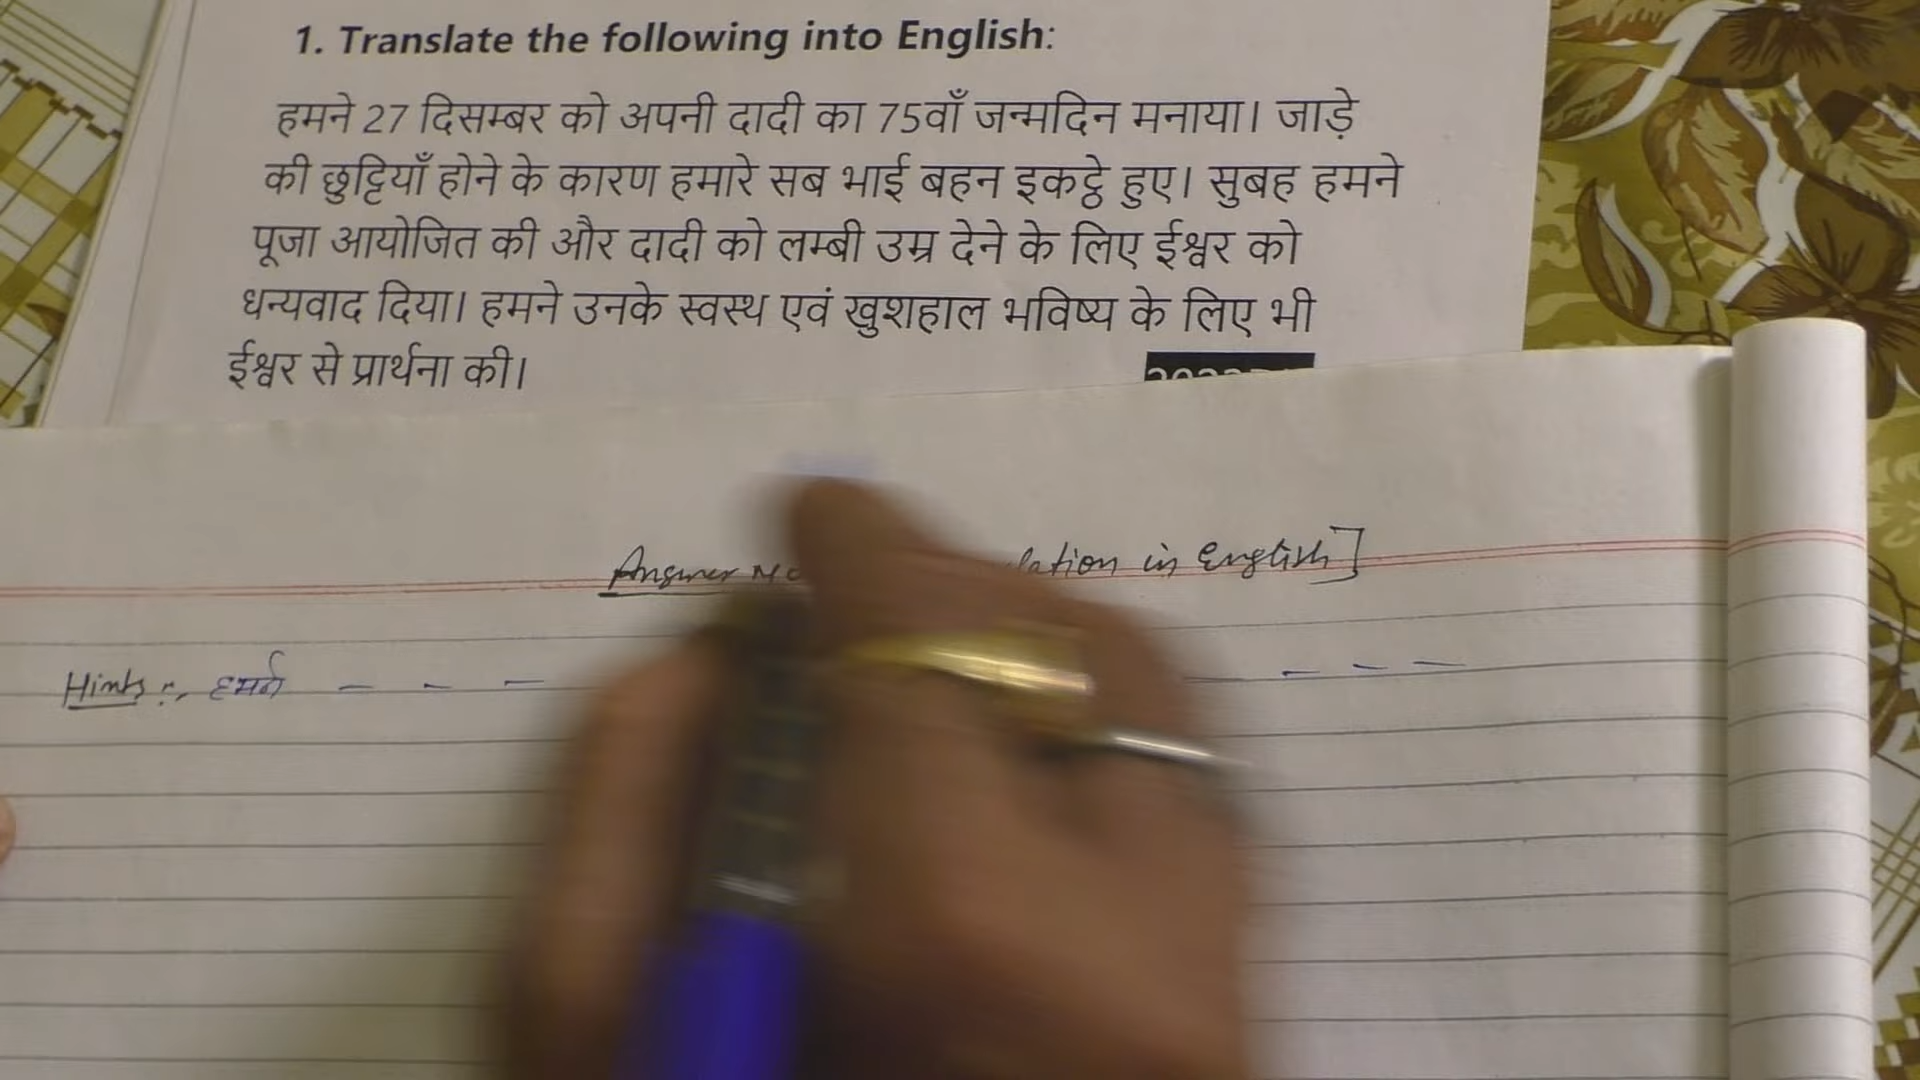 1. Translate the following into English:
हमने 27 दिसम्बर को अपनी दादी का 75वाँ जन्मदिन मनाया। जाड़े
की छुट्टियाँ होने के कारण हमारे सब भाई बहन इकट्ठे हुए। सुबह हमने
पूजा आयोजित की और दादी को लम्बी उम्र देने के लिए ईश्वर को
धन्यवाद दिया। हमने उनके स्वस्थ एवं खुशहाल भविष्य के लिए भी
ईश्वर से प्रार्थना की।
Answer lation in English]
Hints :- हमने - - - - - - -